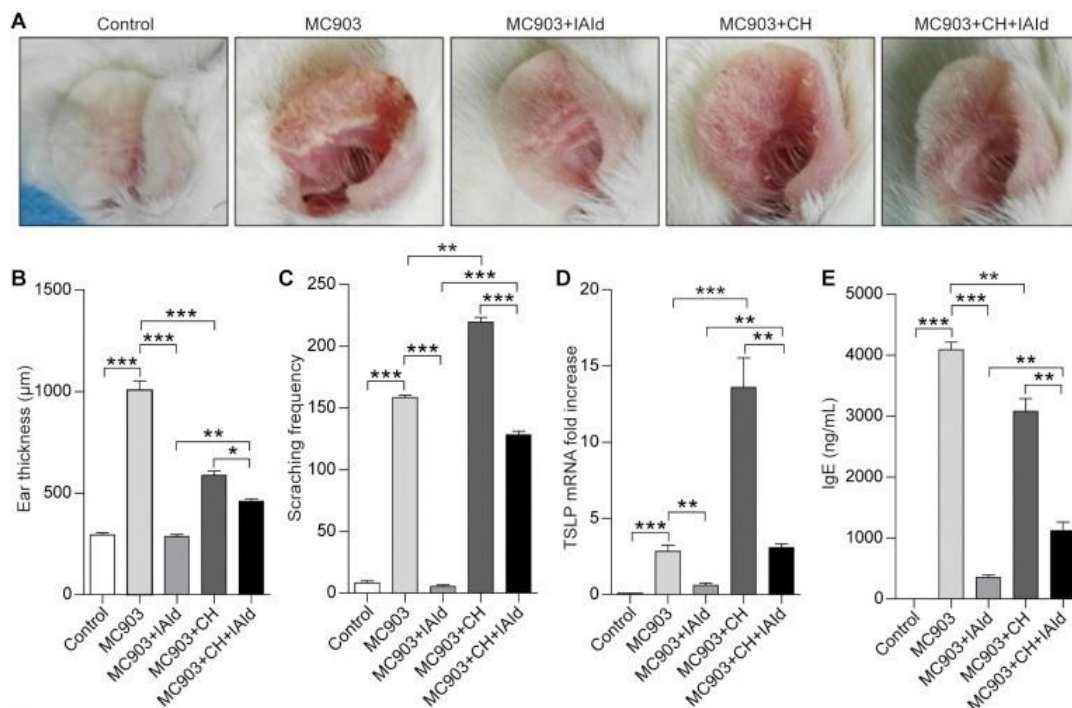 A
Control
MC903
MC903+IAld
MC903+CH
MC903+CH+IAld
B
Ear thickness (µm)
1500
1000
500
0
***
***
***
**
*
Control
MC903
MC903+IAld
MC903+CH
MC903+CH+IAld
C
Scraching frequency
250
200
150
100
50
0
**
***
***
***
***
Control
MC903
MC903+IAld
MC903+CH
MC903+CH+IAld
D
TSLP mRNA fold increase
20
15
10
5
0
***
**
**
***
**
Control
MC903
MC903+IAld
MC903+CH
MC903+CH+IAld
E
IgE (ng/mL)
5000
4000
3000
2000
1000
0
**
***
***
**
**
Control
MC903
MC903+IAld
MC903+CH
MC903+CH+IAld